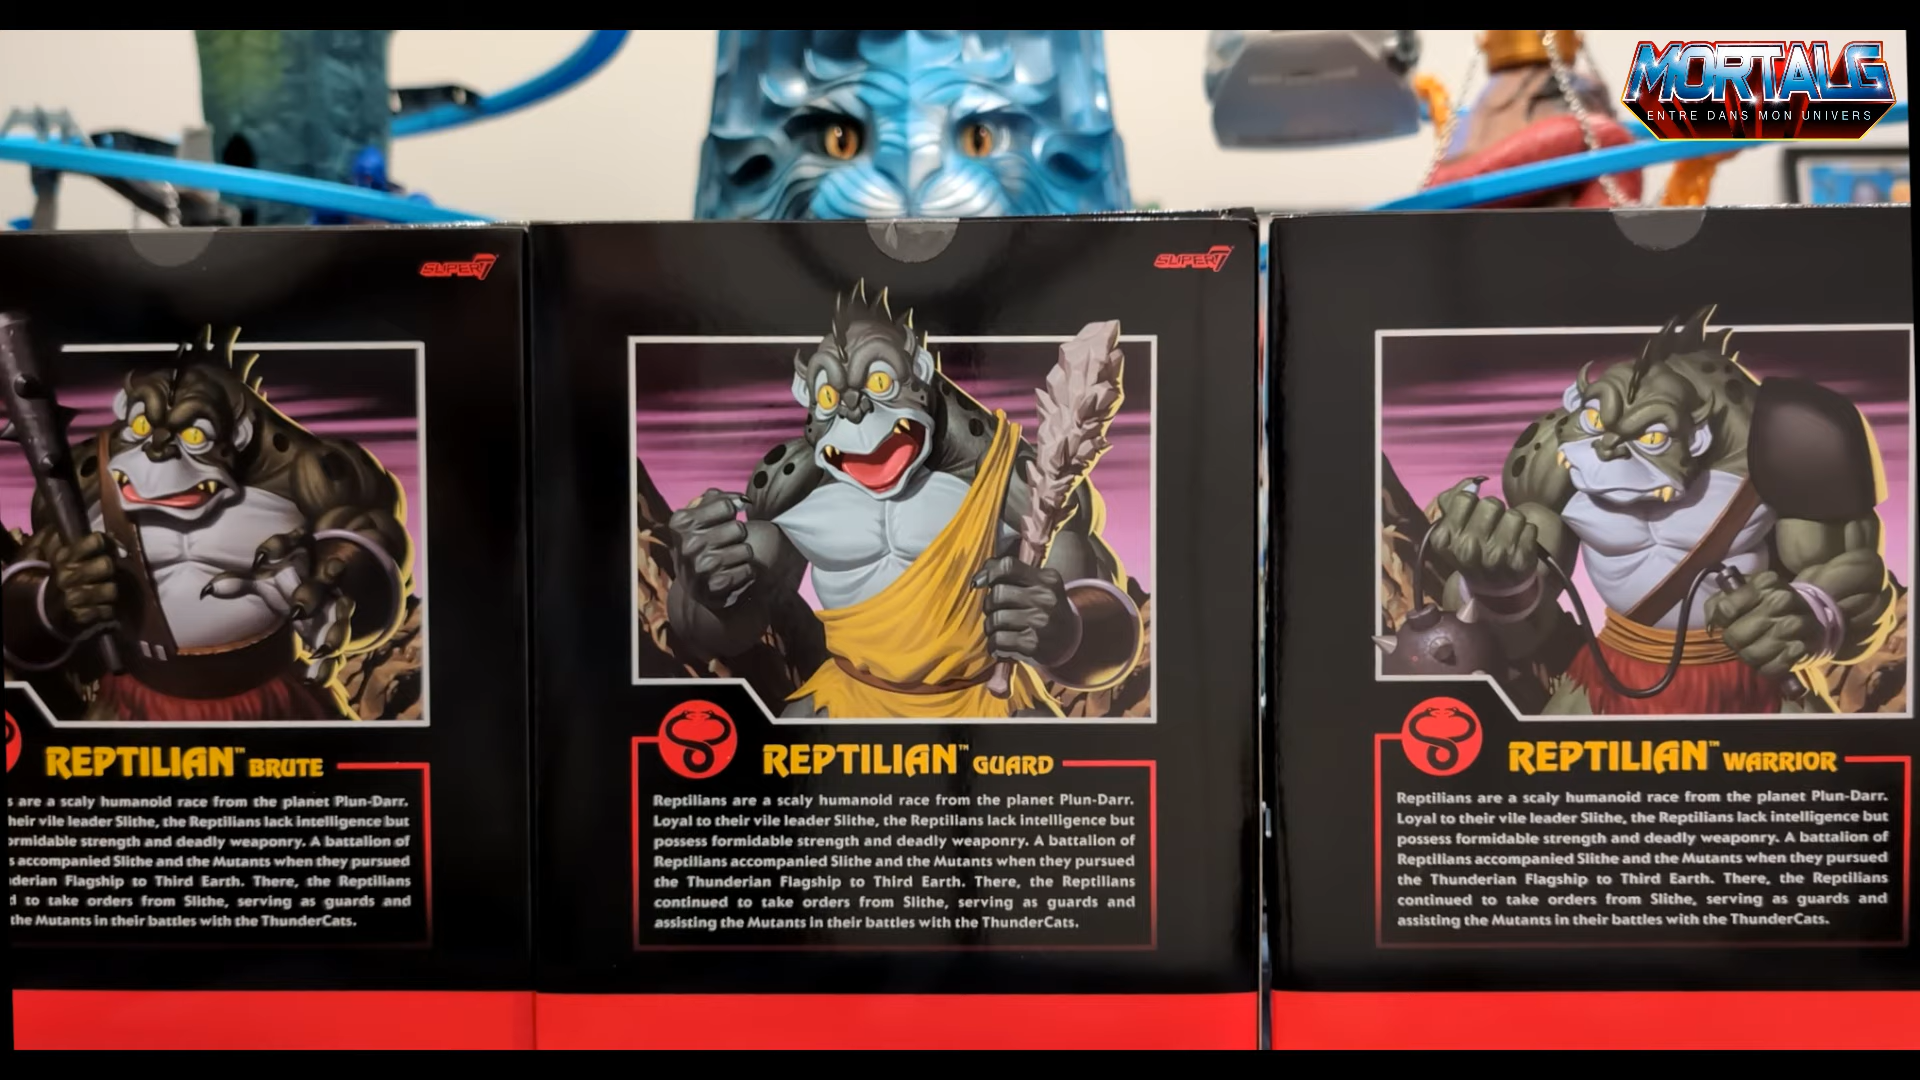 MORTALG
ENTRE DANS MON UNIVERS
SUPER7
REPTILIAN™ BRUTE
are a scaly humanoid race from the planet Plun-Darr.
vile leader Slithe, the Reptilians lack intelligence but
strength and deadly weaponry. A battalion of
accompanied Slithe and the Mutants when they pursued
Flagship to Third Earth. There, the Reptilians
to take orders from Slithe, serving as guards and
the Mutants in their battles with the ThunderCats.
SUPER7
REPTILIAN™ GUARD
Reptilians are a scaly humanoid race from the planet Plun-Darr.
Loyal to their vile leader Slithe, the Reptilians lack intelligence but
possess formidable strength and deadly weaponry. A battalion of
Reptilians accompanied Slithe and the Mutants when they pursued
the Thunderian Flagship to Third Earth. There, the Reptilians
continued to take orders from Slithe, serving as guards and
assisting the Mutants in their battles with the ThunderCats.
REPTILIAN™ WARRIOR
Reptilians are a scaly humanoid race from the planet Plun-Darr.
Loyal to their vile leader Slithe, the Reptilians lack intelligence but
possess formidable strength and deadly weaponry. A battalion of
Reptilians accompanied Slithe and the Mutants when they pursued
the Thunderian Flagship to Third Earth. There, the Reptilians
continued to take orders from Slithe, serving as guards and
assisting the Mutants in their battles with the ThunderCats.